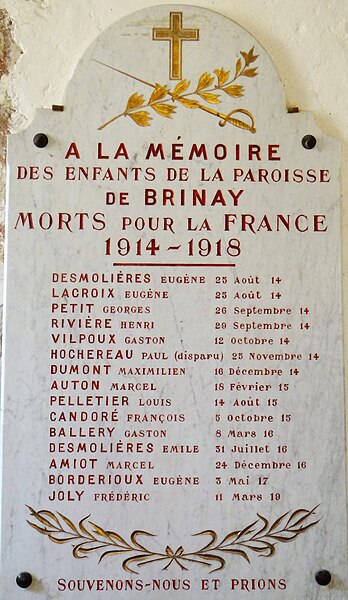 A LA MÉMOIRE
DES ENFANTS DE LA PAROISSE
DE BRINAY
MORTS POUR LA FRANCE
1914-1918
DESMOLIÈRES EUGÈNE 25 Août 14
LACROIX EUGÈNE 25 Août 14
PETIT GEORGES 26 Septembre 14
RIVIÈRE HENRI 29 Septembre 14
VILPOUX GASTON 12 Octobre 14
HOCHEREAU PAUL (disparu) 25 Novembre 14
DUMONT MAXIMILIEN 16 Décembre 14
AUTON MARCEL 18 Février 15
PELLETIER LOUIS 14 Août 15
CANDORÉ FRANÇOIS 5 Octobre 15
BALLERY GASTON 8 Mars 16
DESMOLIÈRES EMILE 31 Juillet 16
AMIOT MARCEL 24 Décembre 16
BORDERIOUX EUGÈNE 3 Mai 17
JOLY FRÉDÉRIC 11 Mars 19
SOUVENONS-NOUS ET PRIONS